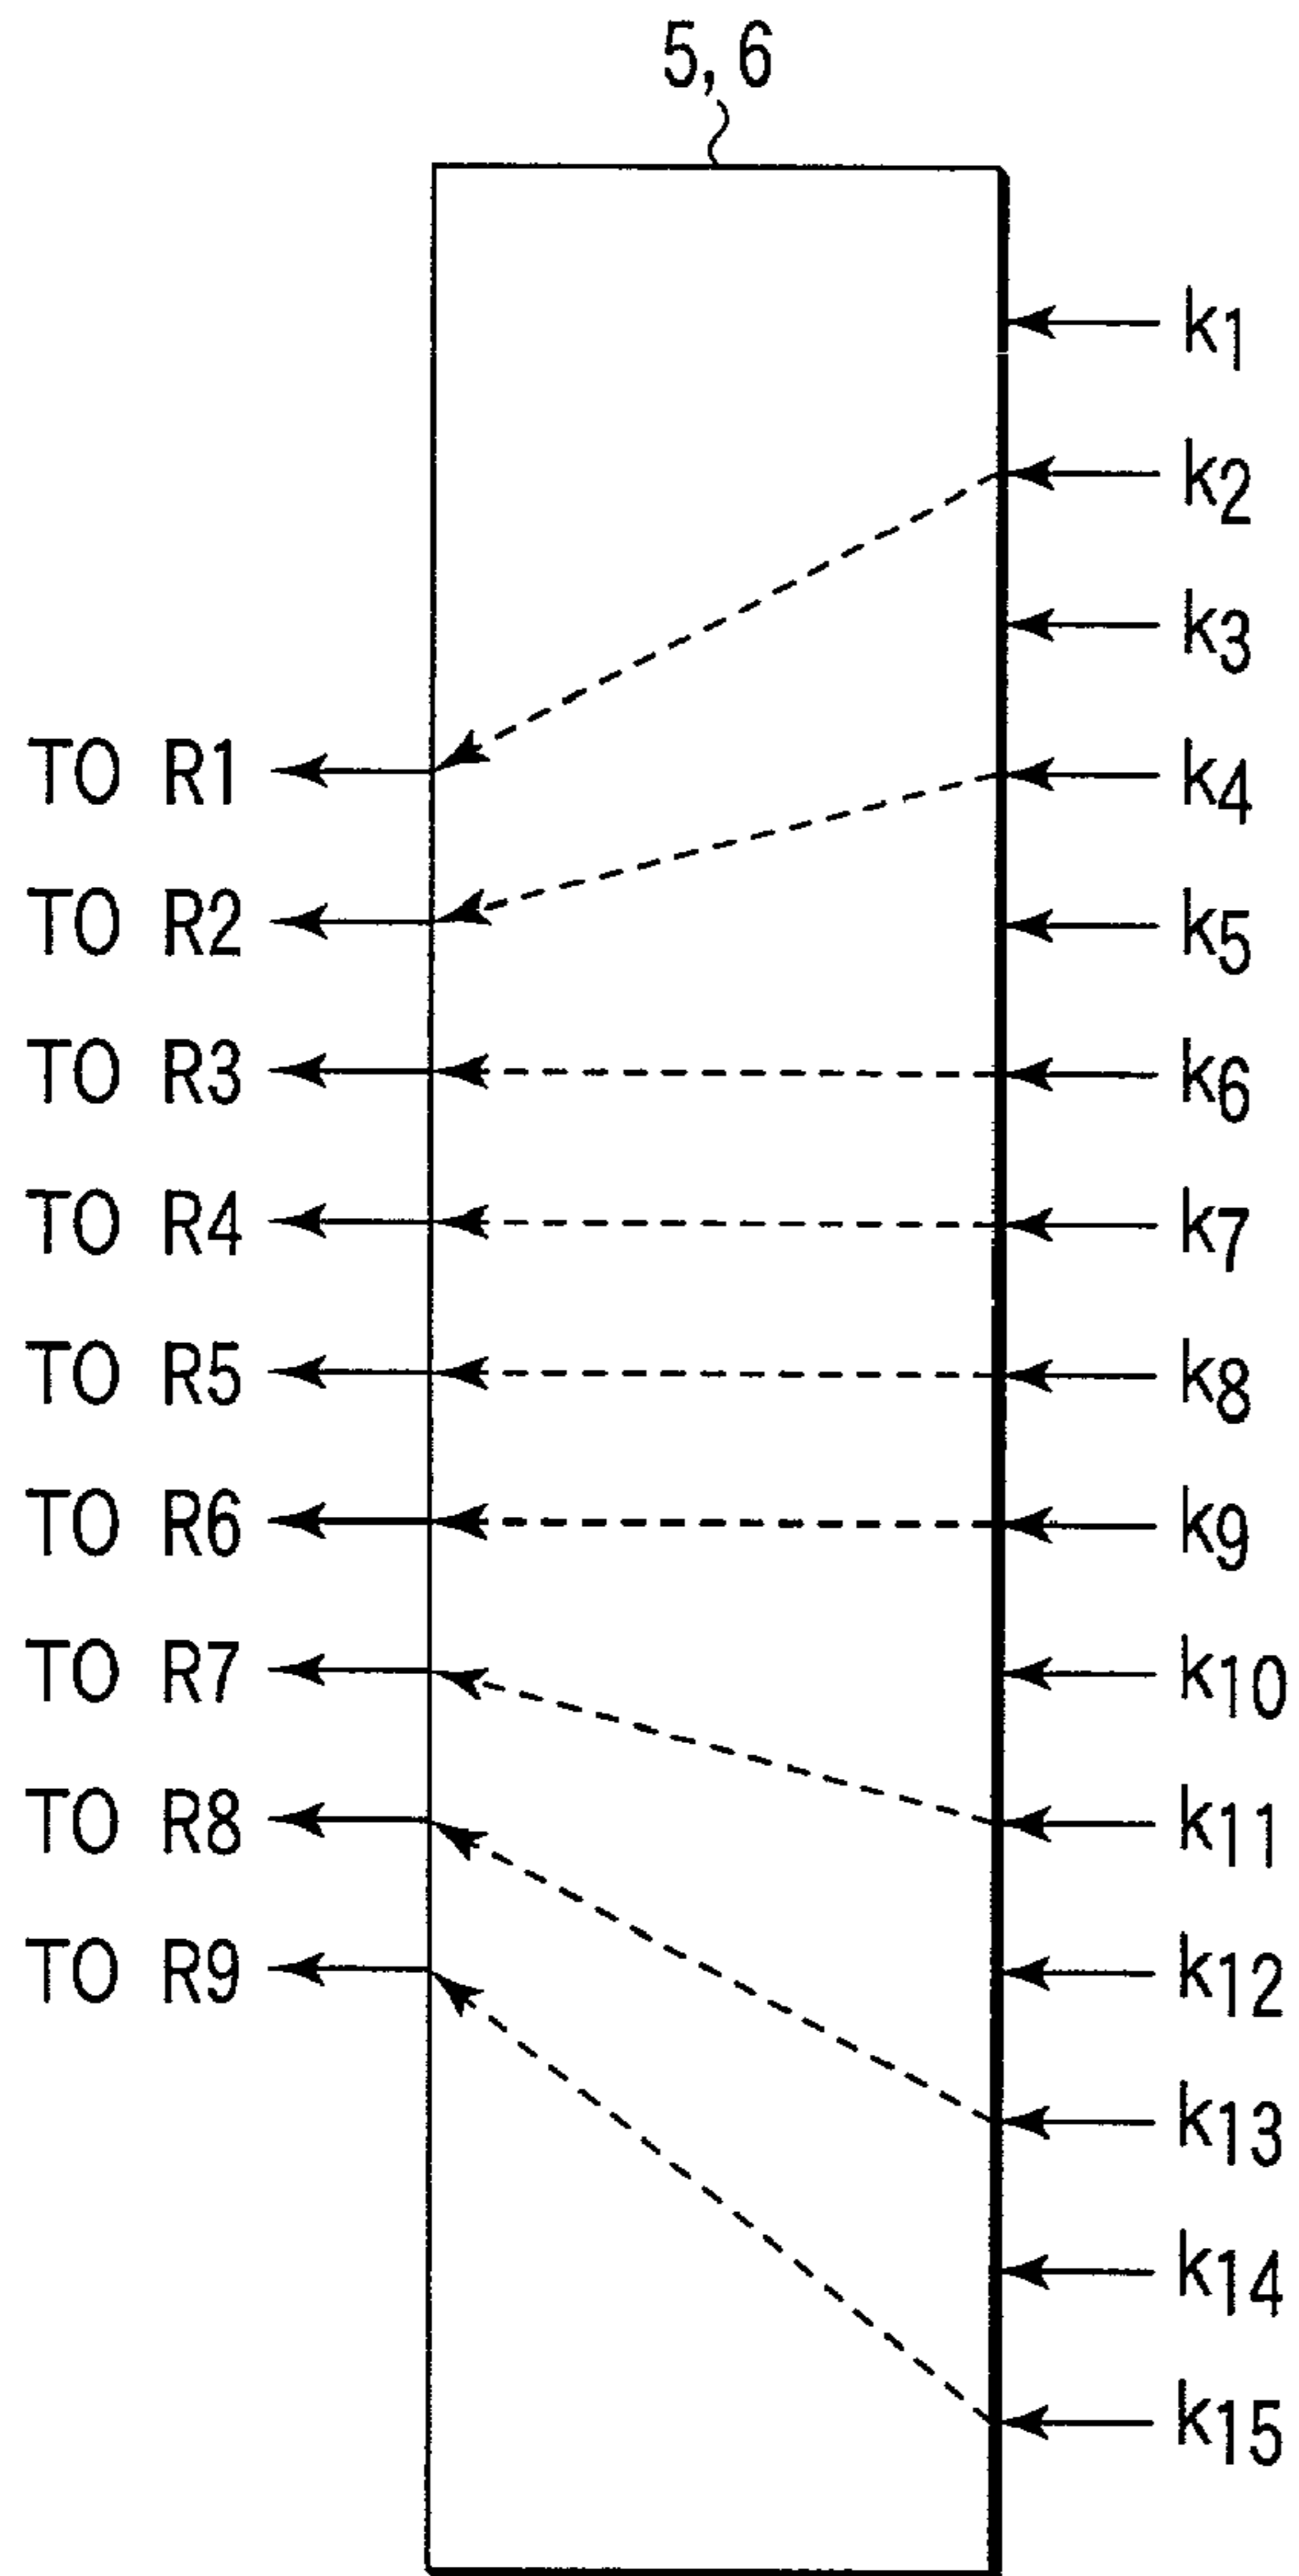 5, 6
k1
k2
k3
TO R1 k4
TO R2 k5
TO R3 k6
TO R4 k7
TO R5 k8
TO R6 k9
TO R7 k10
TO R8 k11
TO R9 k12
k13
k14
k15